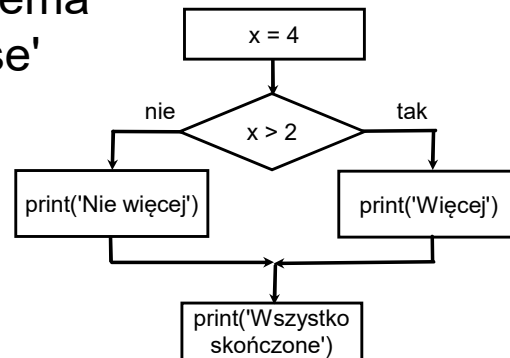 x = 4
nie
tak
x > 2
print('Nie więcej')
print('Więcej')
print('Wszystko
skończone')